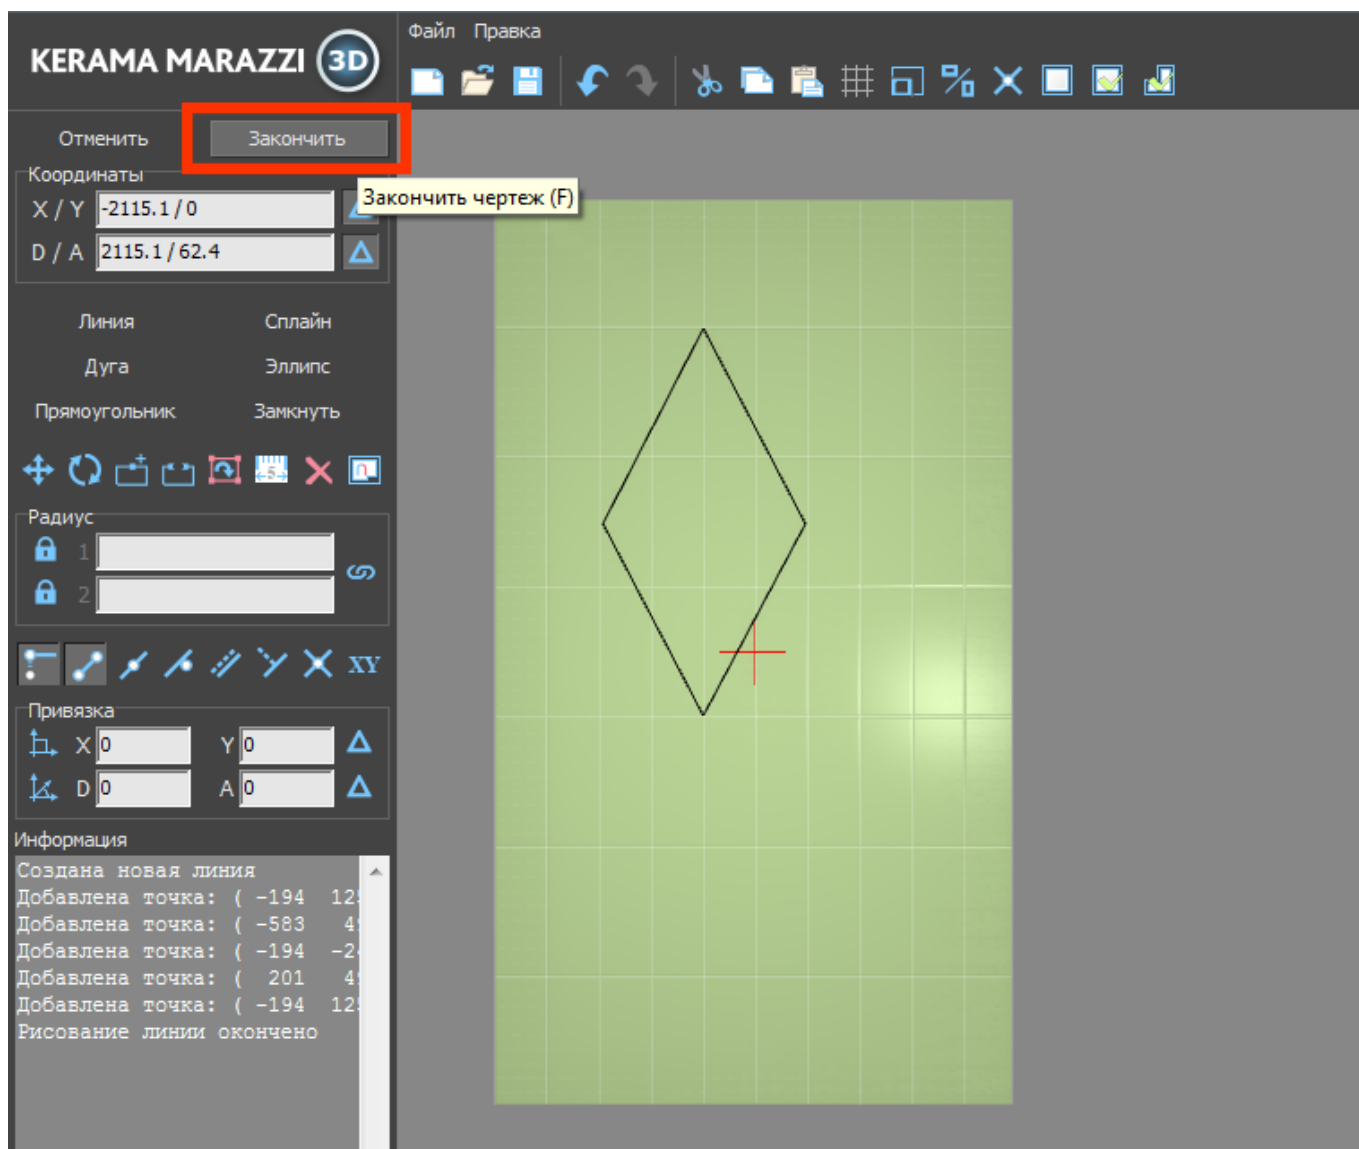 KERAMA MARAZZI 3D
Файл Правка
Отменить Закончить
Закончить чертеж (F)
Координаты
X / Y -2115.1 / 0
D / A 2115.1 / 62.4
Линия Сплайн
Дуга Эллипс
Прямоугольник Замкнуть
5
Радиус
1
2
XY
Привязка
X 0 Y 0
D 0 A 0
Информация
Создана новая линия
Добавлена точка: ( -194
Добавлена точка: ( -583
Добавлена точка: ( -194
Добавлена точка: ( 201
Добавлена точка: ( -194
Рисование линии окончено